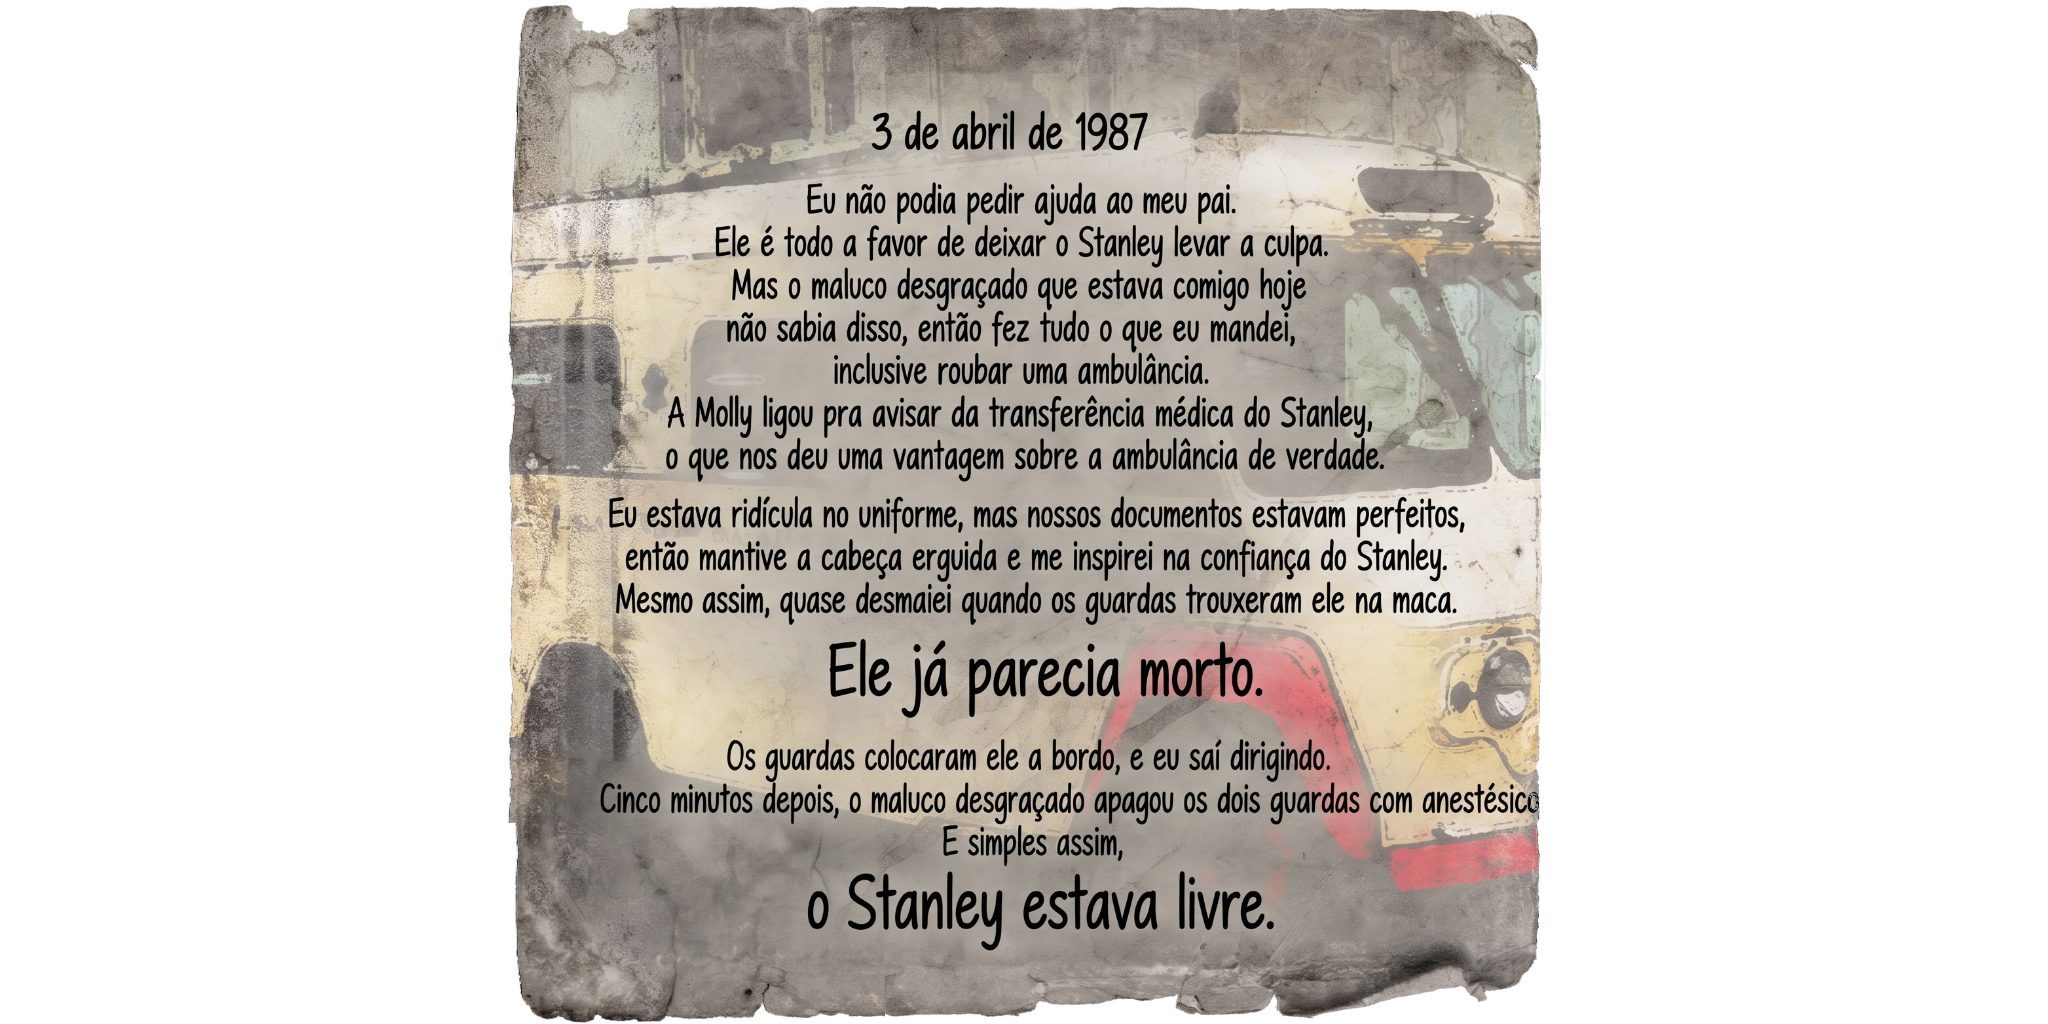 3 de abril de 1987
Eu não podia pedir ajuda ao meu pai.
Ele é todo a favor de deixar o Stanley levar a culpa.
Mas o maluco desgraçado que estava comigo hoje
não sabia disso, então fez tudo o que eu mandei,
inclusive roubar uma ambulância.
A Molly ligou pra avisar da transferência médica do Stanley,
o que nos deu uma vantagem sobre a ambulância de verdade.
Eu estava ridícula no uniforme, mas nossos documentos estavam perfeitos,
então mantive a cabeça erguida e me inspirei na confiança do Stanley.
Mesmo assim, quase desmaiei quando os guardas trouxeram ele na maca.
Ele já parecia morto.
Os guardas colocaram ele a bordo, e eu saí dirigindo.
Cinco minutos depois, o maluco desgraçado apagou os dois guardas com anestésico
E simples assim,
o Stanley estava livre.